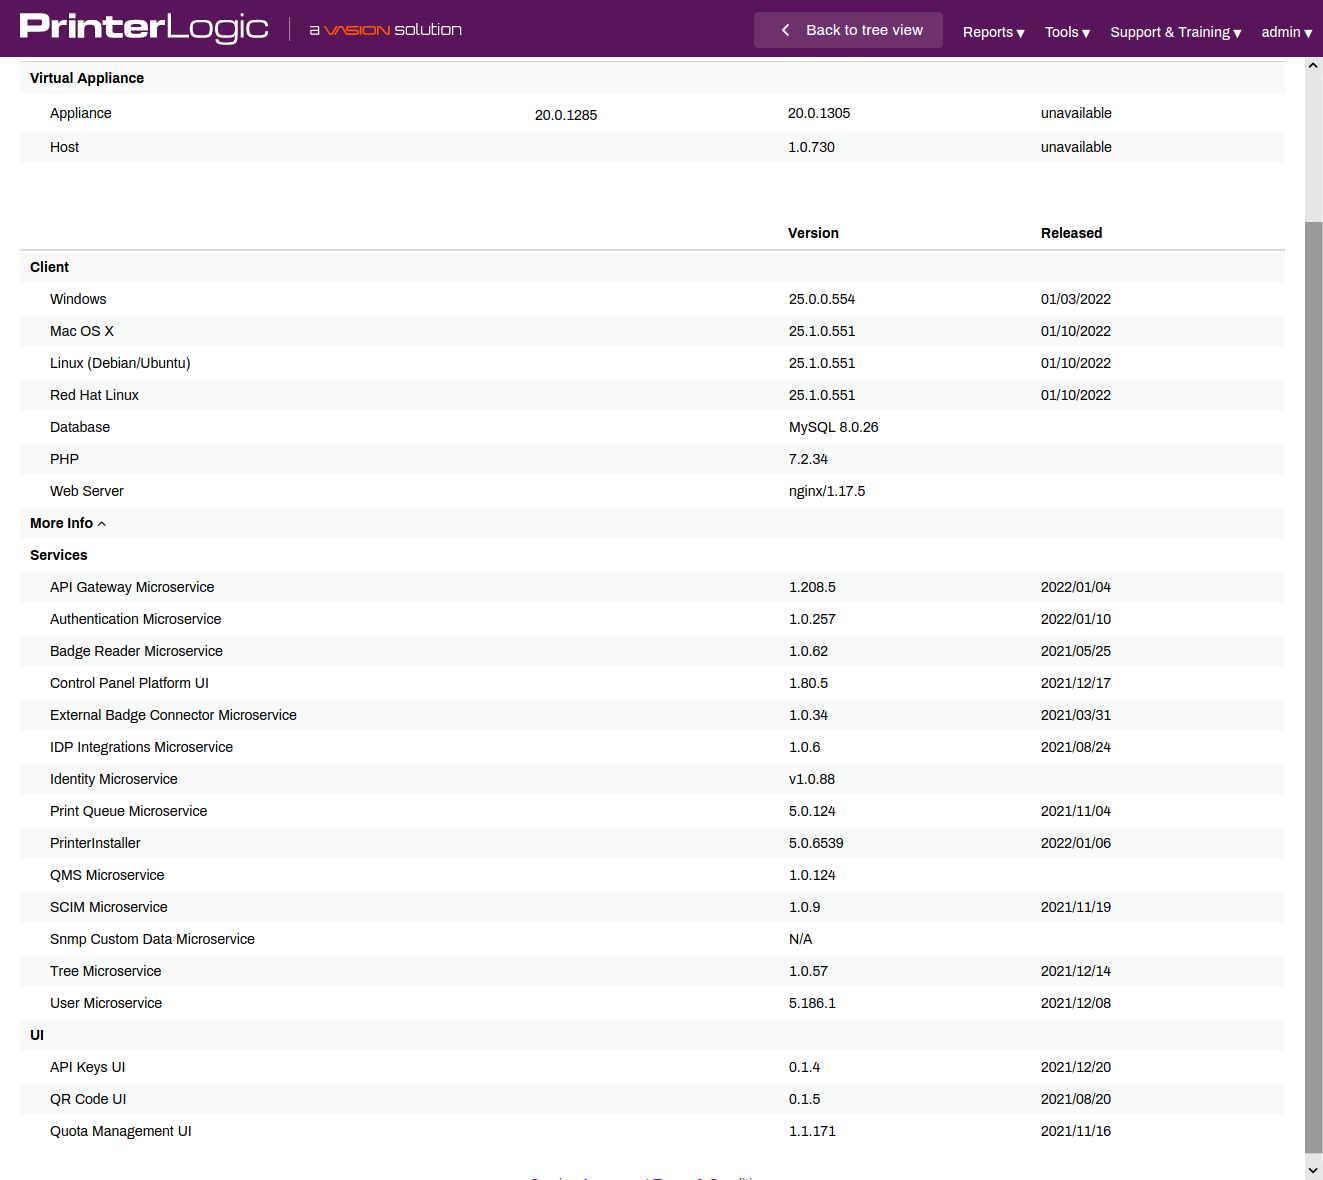 PrinterLogic a VASION solution Back to tree view Reports ▾ Tools ▾ Support & Training ▾ admin ▾
Virtual Appliance
Appliance 20.0.1285 20.0.1305 unavailable
Host 1.0.730 unavailable
Version Released
Client
Windows 25.0.0.554 01/03/2022
Mac OS X 25.1.0.551 01/10/2022
Linux (Debian/Ubuntu) 25.1.0.551 01/10/2022
Red Hat Linux 25.1.0.551 01/10/2022
Database MySQL 8.0.26
PHP 7.2.34
Web Server nginx/1.17.5
More Info
Services
API Gateway Microservice 1.208.5 2022/01/04
Authentication Microservice 1.0.257 2022/01/10
Badge Reader Microservice 1.0.62 2021/05/25
Control Panel Platform UI 1.80.5 2021/12/17
External Badge Connector Microservice 1.0.34 2021/03/31
IDP Integrations Microservice 1.0.6 2021/08/24
Identity Microservice v1.0.88
Print Queue Microservice 5.0.124 2021/11/04
PrinterInstaller 5.0.6539 2022/01/06
QMS Microservice 1.0.124
SCIM Microservice 1.0.9 2021/11/19
Snmp Custom Data Microservice N/A
Tree Microservice 1.0.57 2021/12/14
User Microservice 5.186.1 2021/12/08
UI
API Keys UI 0.1.4 2021/12/20
QR Code UI 0.1.5 2021/08/20
Quota Management UI 1.1.171 2021/11/16